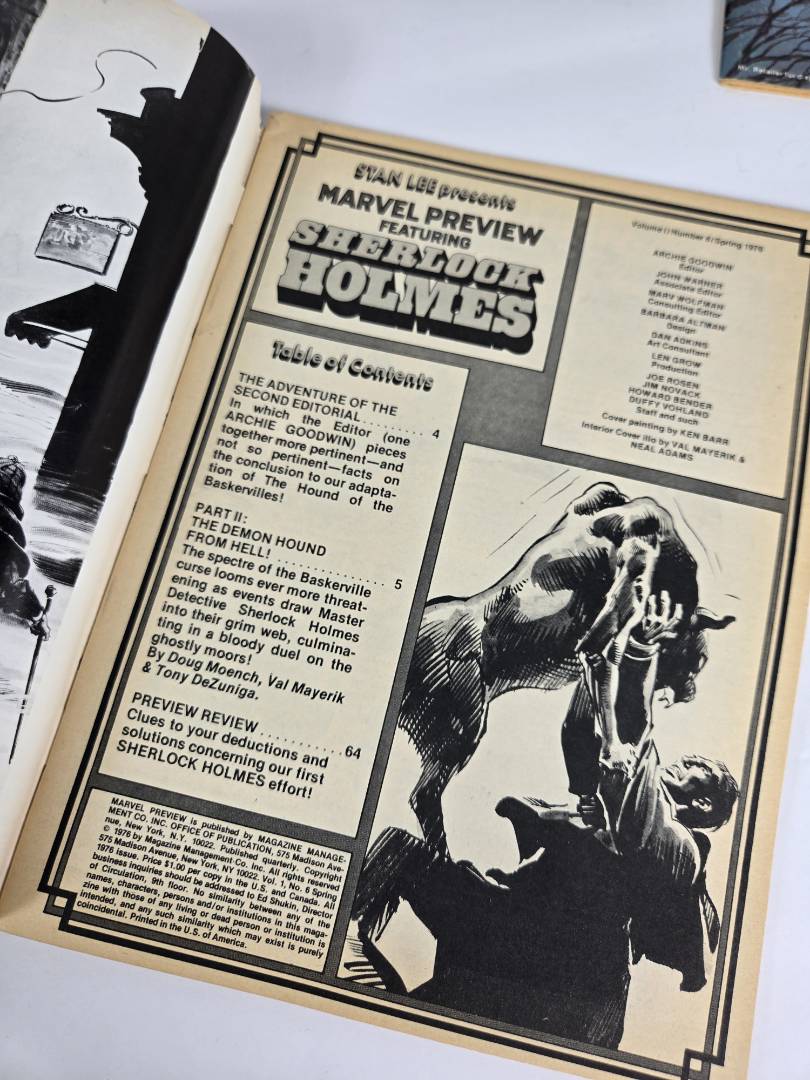 STAN LEE presents
MARVEL PREVIEW
FEATURING
SHERLOCK
HOLMES
Volume 1/Number 6/Spring 1976
ARCHIE GOODWIN
Editor
JOHN WARNER
Associate Editor
MARV WOLFMAN
Consulting Editor
BARBARA ALTMAN
Design
DAN ADKINS
Art Consultant
LEN GROW
Production
JOE ROSEN
JIM NOVACK
HOWARD BENDER
DUFFY VOHLAND
Staff and such
Cover painting by KEN BARR
Interior Cover illo by VAL MAYERIK &
NEAL ADAMS
Table of Contents
THE ADVENTURE OF THE
SECOND EDITORIAL......... 4
In which the Editor (one
ARCHIE GOODWIN) pieces
together more pertinent—and
not so pertinent—facts on
the conclusion to our adapta-
tion of The Hound of the
Baskervilles!
PART II:
THE DEMON HOUND
FROM HELL! ............... 5
The spectre of the Baskerville
curse looms ever more threat-
ening as events draw Master
Detective Sherlock Holmes
into their grim web, culmina-
ting in a bloody duel on the
ghostly moors!
By Doug Moench, Val Mayerik
& Tony DeZuniga.
PREVIEW REVIEW ...........64
Clues to your deductions and
solutions concerning our first
SHERLOCK HOLMES effort!
MARVEL PREVIEW is published by MAGAZINE MANAGE-
MENT CO. INC. OFFICE OF PUBLICATION, 575 Madison Ave-
nue, New York, N.Y. 10022. Published quarterly. Copyright
© 1976 by Magazine Management Co. Inc. All rights reserved
575 Madison Avenue, New York, NY 10022. Vol. 1, No. 6 Spring
1976 issue. Price $1.00 per copy in the U.S. and Canada. All
business inquiries should be addressed to Ed Shukin, Director
of Circulation, 9th floor. No similarity between any of the
names, characters, persons and/or institutions in this maga-
zine with those of any living or dead person or institution is
intended, and any such similarity which may exist is purely
coincidental. Printed in the U.S. of America.